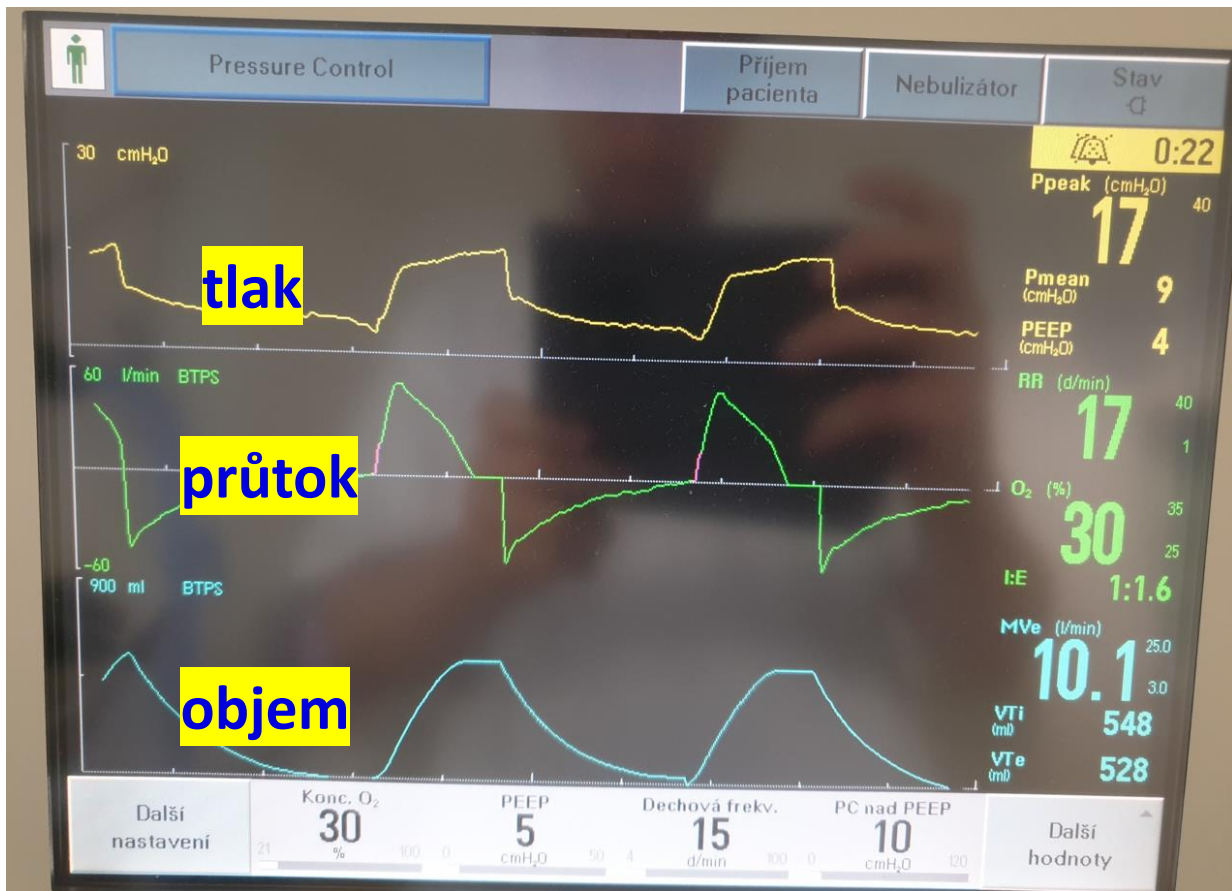 Pressure Control
Příjem
pacienta
Nebulizátor
Stav
30 cmH₂O
0:22
Ppeak (cmH₂O)
17 40
tlak
Pmean
(cmH₂O) 9
PEEP
(cmH₂O) 4
60 l/min BTPS
RR (d/min)
17 40
1
průtok
O₂ (%)
30 35
25
-60
I:E
1:1.6
900 ml BTPS
MVe (l/min)
10.1 25.0
3.0
objem
VTi
(ml) 548
VTe
(ml) 528
Další
nastavení
Konc. O₂
30
21 % 100
PEEP
5
0 cmH₂O 50
Dechová frekv.
15
4 d/min 100
PC nad PEEP
10
0 cmH₂O 120
Další
hodnoty